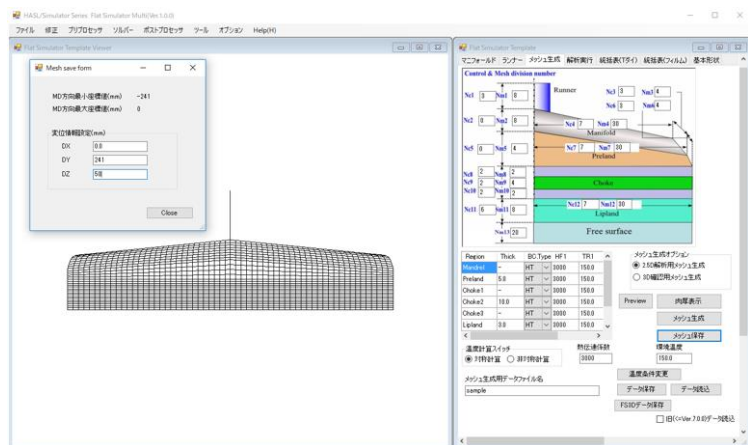 HASL/Simulator Series Flat Simulator Multi(Ver.1.0.0)
ファイル 修正 プリプロセッサ ソルバー ポストプロセッサ ツール オプション Help(H)
Flat Simulator Template Viewer
Mesh save form
MD方向最小座標値(mm) -241
MD方向最大座標値(mm) 0
変位情報設定(mm)
DX 0.0
DY 241
DZ 50
Close
Flat Simulator Template
マニフォールド ランナー メッシュ生成 解析実行 統括表(Tダイ) 統括表(フィルム) 基本形状
Control & Mesh division number
Nc1 3 Nm1 8 Runner Nc3 3 Nm3 4
Nc6 3 Nm6 4
Nc2 3 Nm2 8 Nc4 7 Nm4 30
Manifold
Nc5 6 Nm5 4 Nc7 7 Nm7 30
Preland
Nc8 2 Nm8 2
Nc9 2 Nm9 4 Choke
Nc10 2 Nm10 2
Nc11 6 Nm11 8 Nc12 7 Nm12 30
Lipland
Nm13 20 Free surface
Region Thick BC.Type HF1 TR1
Manifold - HT 3000 150.0
Preland 5.0 HT 3000 150.0
Choke1 - HT 3000 150.0
Choke2 10.0 HT 3000 150.0
Choke3 - HT 3000 150.0
Lipland 3.0 HT 3000 150.0
メッシュ生成オプション
2.5D解析用メッシュ生成
3D確認用メッシュ生成
Preview 肉厚表示
メッシュ生成
メッシュ保存
温度計算スイッチ 熱伝達係数 環境温度
対称計算 非対称計算 3000 150.0
温度条件変更
メッシュ生成用データファイル名
sample
データ保存 データ読込
FS3Dデータ保存
旧(<=Ver.7.0.0)データ読込